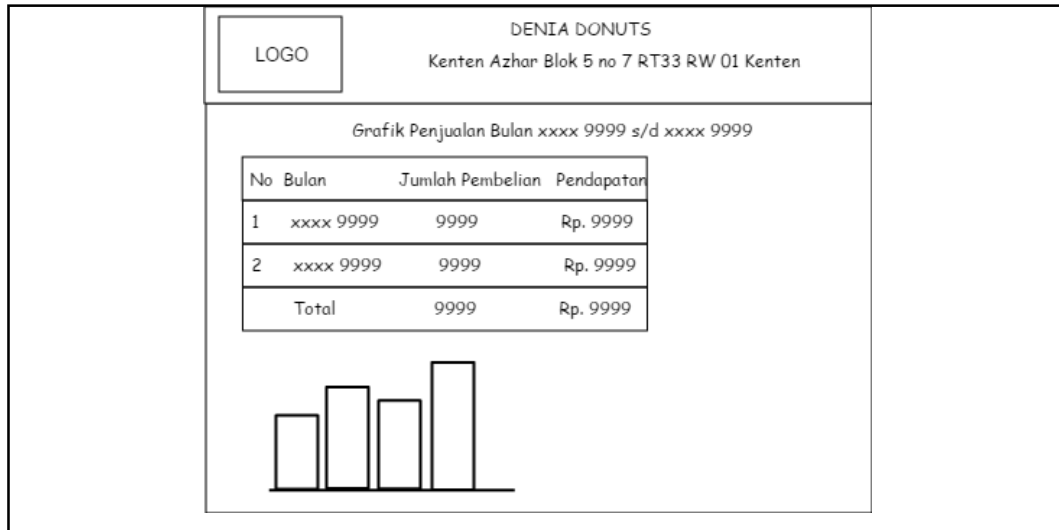 LOGO
DENIA DONUTS
Kenten Azhar Blok 5 no 7 RT33 RW 01 Kenten
Grafik Penjualan Bulan xxxx 9999 s/d xxxx 9999
No Bulan Jumlah Pembelian Pendapatan
1 xxxx 9999 9999 Rp. 9999
2 xxxx 9999 9999 Rp. 9999
Total 9999 Rp. 9999